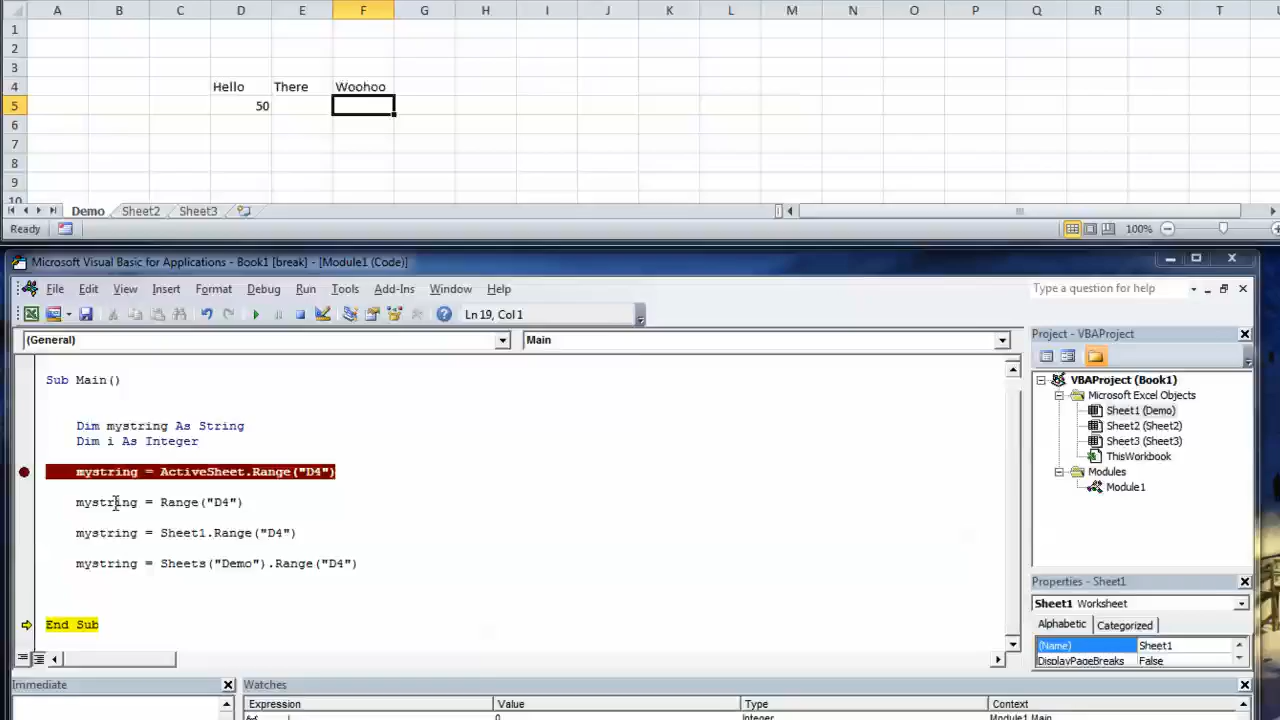 A B C D E F G H I J K L M N O P Q R S T
1
2
3
4 Hello There Woohoo
5 50
6
7
8
9
10
Demo Sheet2 Sheet3
Ready 100%
Microsoft Visual Basic for Applications - Book1 [break] - [Module1 (Code)]
File Edit View Insert Format Debug Run Tools Add-Ins Window Help Type a question for help
Ln 19, Col 1
(General) Main
Project - VBAProject
Sub Main()
Dim mystring As String
Dim i As Integer
mystring = ActiveSheet.Range("D4")
mystring = Range("D4")
mystring = Sheet1.Range("D4")
mystring = Sheets("Demo").Range("D4")
End Sub
VBAProject (Book1)
Microsoft Excel Objects
Sheet1 (Demo)
Sheet2 (Sheet2)
Sheet3 (Sheet3)
ThisWorkbook
Modules
Module1
Properties - Sheet1
Sheet1 Worksheet
Alphabetic Categorized
(Name) Sheet1
DisplayPageBreaks False
Immediate
Watches
Expression Value Type Context
0 Integer Module1.Main